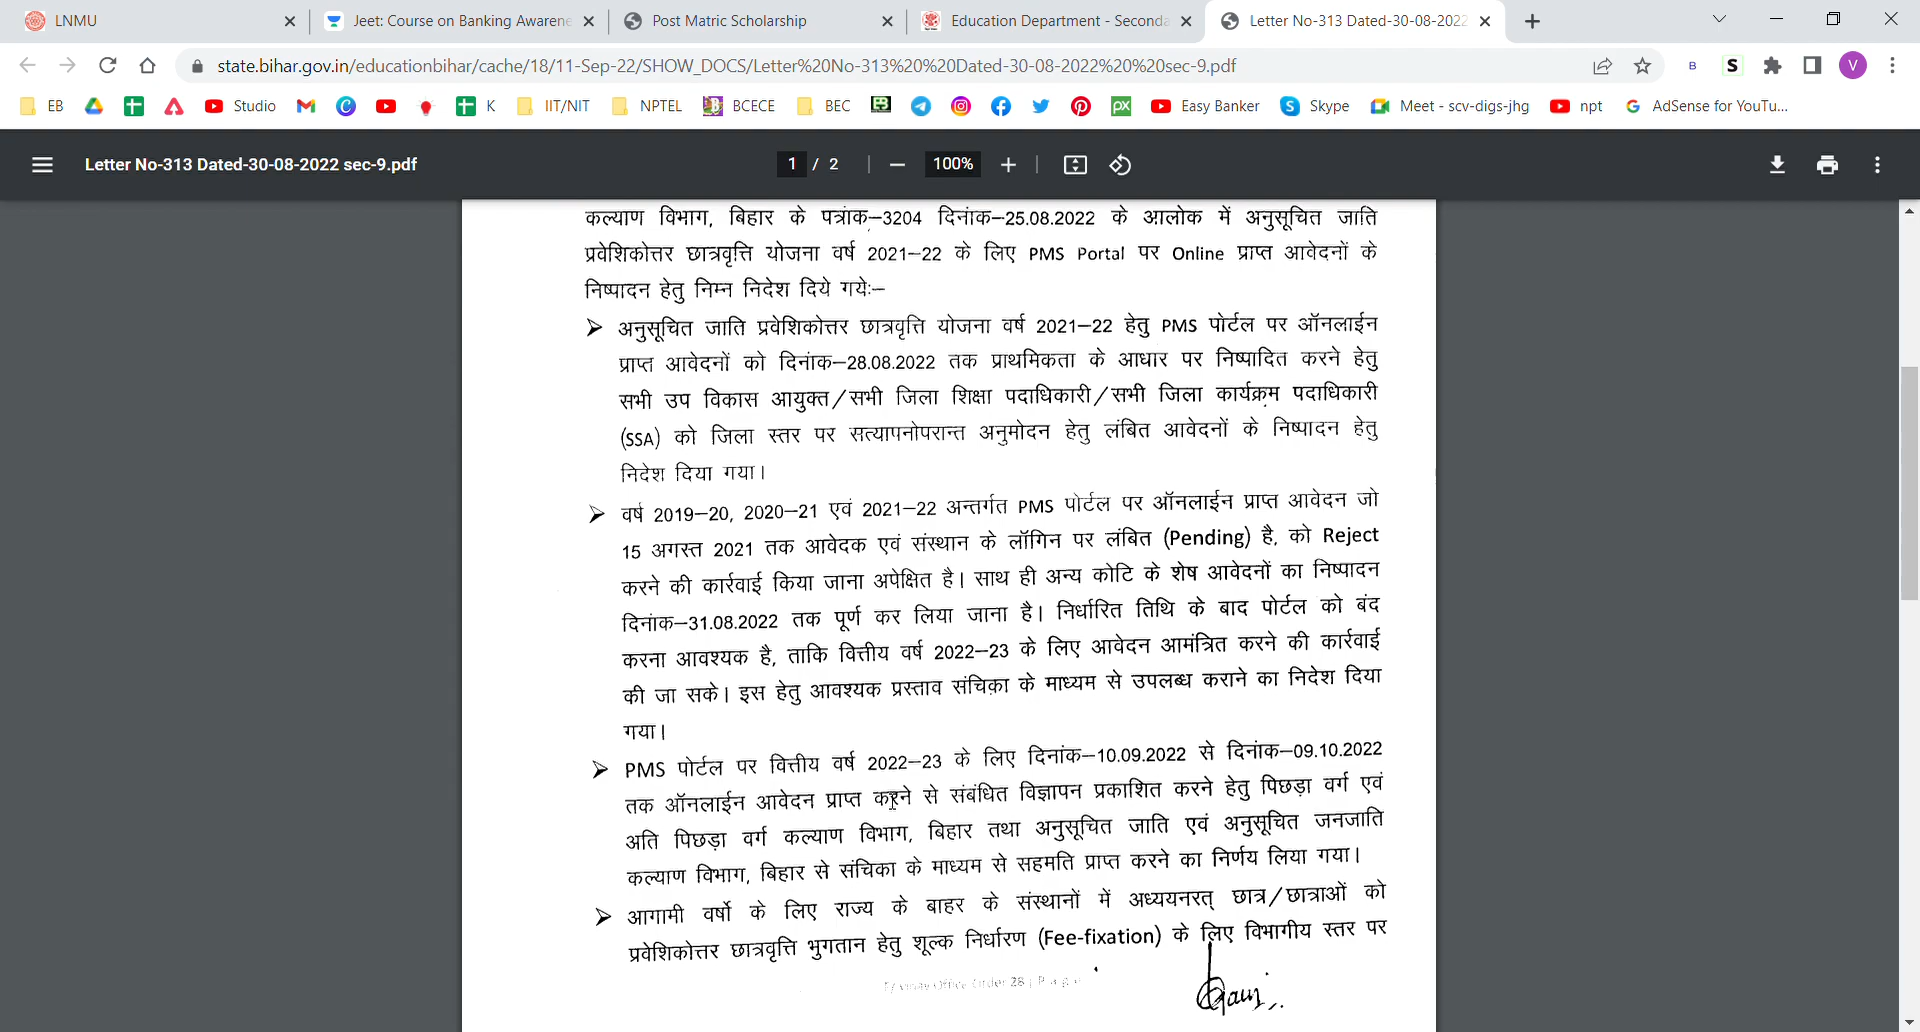 LNMU
Jeet: Course on Banking Awarene
Post Matric Scholarship
Education Department - Seconda
Letter No-313 Dated-30-08-2022
state.bihar.gov.in/educationbihar/cache/18/11-Sep-22/SHOW_DOCS/Letter%20No-313%20%20Dated-30-08-2022%20%20sec-9.pdf
B S V
EB Studio K IIT/NIT NPTEL BCECE BEC px Easy Banker Skype Meet - scv-digs-jhg npt AdSense for YouTu...
Letter No-313 Dated-30-08-2022 sec-9.pdf
1 / 2 — 100% +
कल्याण विभाग, बिहार के पत्रांक–3204 दिनांक–25.08.2022 के आलोक में अनुसूचित जाति
प्रवेशिकोत्तर छात्रवृत्ति योजना वर्ष 2021–22 के लिए PMS Portal पर Online प्राप्त आवेदनों के
निष्पादन हेतु निम्न निदेश दिये गये:–
➢ अनुसूचित जाति प्रवेशिकोत्तर छात्रवृत्ति योजना वर्ष 2021–22 हेतु PMS पोर्टल पर ऑनलाईन
प्राप्त आवेदनों को दिनांक–28.08.2022 तक प्राथमिकता के आधार पर निष्पादित करने हेतु
सभी उप विकास आयुक्त/सभी जिला शिक्षा पदाधिकारी/सभी जिला कार्यक्रम पदाधिकारी
(SSA) को जिला स्तर पर सत्यापनोपरान्त अनुमोदन हेतु लंबित आवेदनों के निष्पादन हेतु
निदेश दिया गया।
➢ वर्ष 2019–20, 2020–21 एवं 2021–22 अन्तर्गत PMS पोर्टल पर ऑनलाईन प्राप्त आवेदन जो
15 अगस्त 2021 तक आवेदक एवं संस्थान के लॉगिन पर लंबित (Pending) है, को Reject
करने की कार्रवाई किया जाना अपेक्षित है। साथ ही अन्य कोटि के शेष आवेदनों का निष्पादन
दिनांक–31.08.2022 तक पूर्ण कर लिया जाना है। निर्धारित तिथि के बाद पोर्टल को बंद
करना आवश्यक है, ताकि वित्तीय वर्ष 2022–23 के लिए आवेदन आमंत्रित करने की कार्रवाई
की जा सके। इस हेतु आवश्यक प्रस्ताव संचिका के माध्यम से उपलब्ध कराने का निदेश दिया
गया।
➢ PMS पोर्टल पर वित्तीय वर्ष 2022–23 के लिए दिनांक–10.09.2022 से दिनांक–09.10.2022
तक ऑनलाईन आवेदन प्राप्त करने से संबंधित विज्ञापन प्रकाशित करने हेतु पिछड़ा वर्ग एवं
अति पिछड़ा वर्ग कल्याण विभाग, बिहार तथा अनुसूचित जाति एवं अनुसूचित जनजाति
कल्याण विभाग, बिहार से संचिका के माध्यम से सहमति प्राप्त करने का निर्णय लिया गया।
➢ आगामी वर्षो के लिए राज्य के बाहर के संस्थानों में अध्ययनरत् छात्र/छात्राओं को
प्रवेशिकोत्तर छात्रवृत्ति भुगतान हेतु शूल्क निर्धारण (Fee-fixation) के लिए विभागीय स्तर पर
Office Order 28 | P a g e